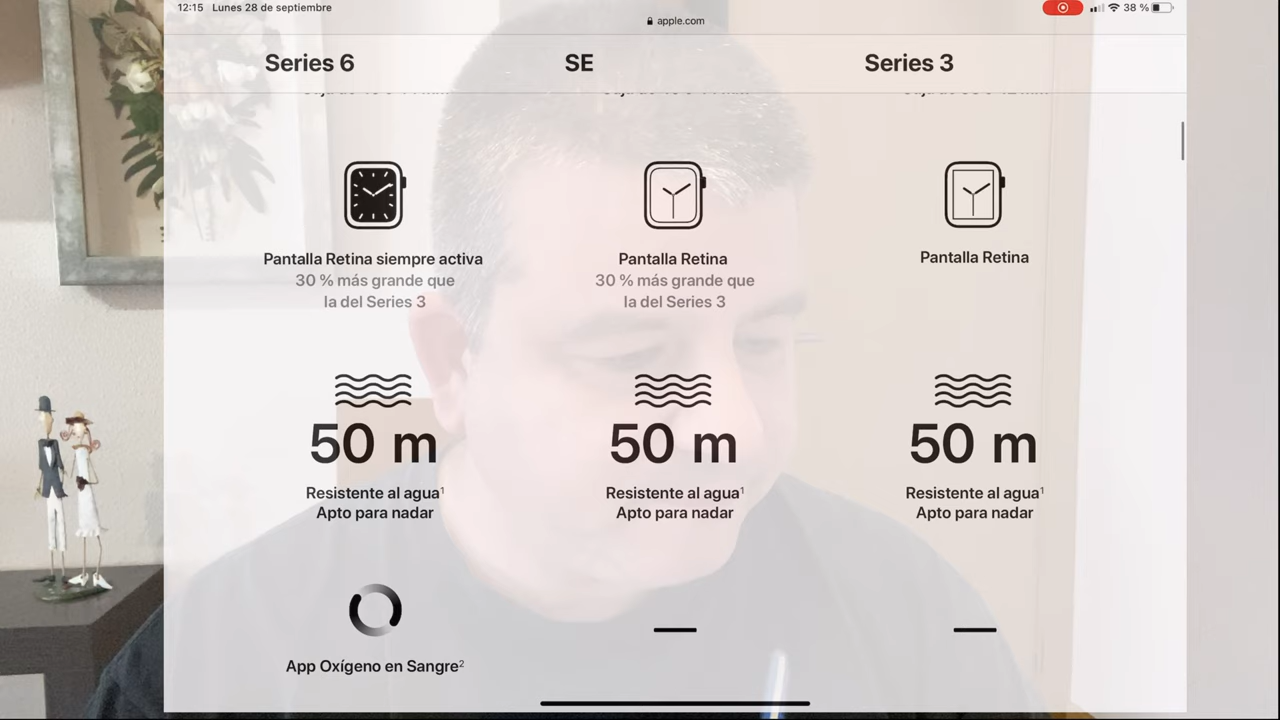 12:15 Lunes 28 de septiembre
38 %
apple.com
Series 6 SE Series 3
Pantalla Retina siempre activa
30 % más grande que
la del Series 3
Pantalla Retina
30 % más grande que
la del Series 3
Pantalla Retina
50 m
Resistente al agua¹
Apto para nadar
50 m
Resistente al agua¹
Apto para nadar
50 m
Resistente al agua¹
Apto para nadar
App Oxígeno en Sangre²